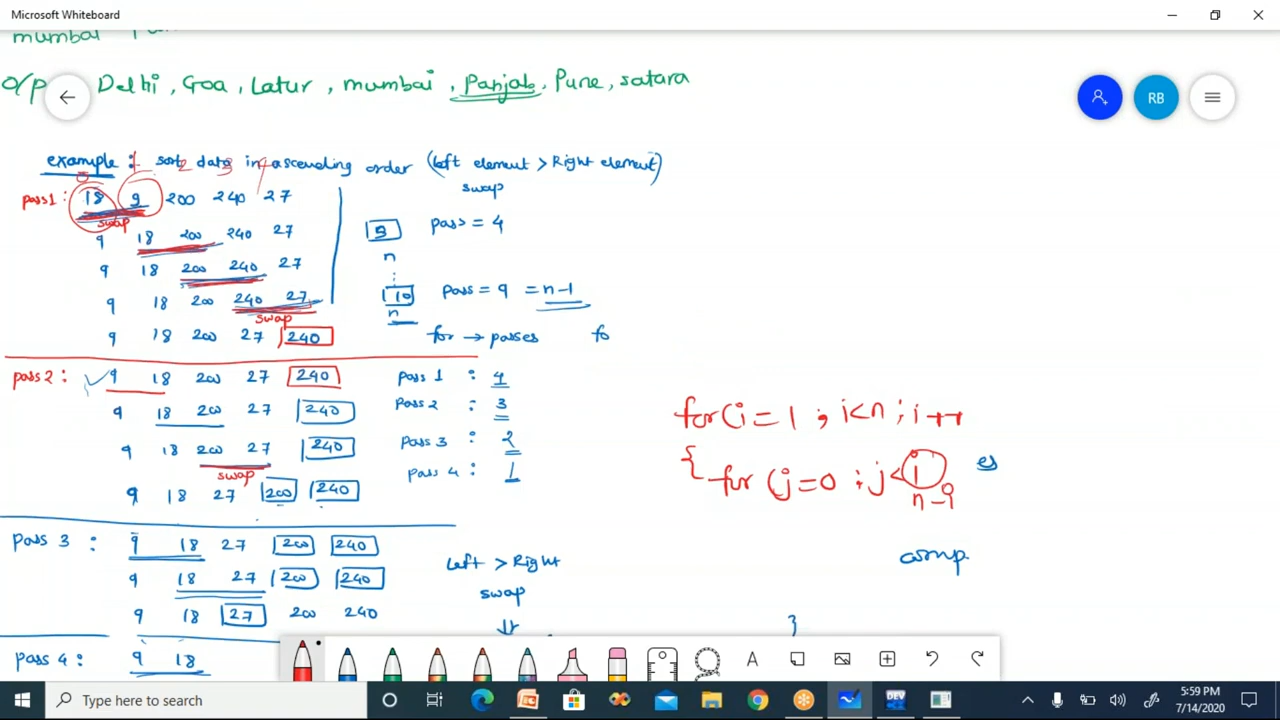 Microsoft Whiteboard
mumbai
O/p Delhi , Goa , Latur , mumbai , Panjab , Pune , satara
RB
example : sort data in ascending order (left element > Right element)
swap
pass1 : 18 9 200 240 27
swap
9 18 200 240 27
5 pass = 4
n
9 18 200 240 27
9 18 200 240 27
swap
10 pass = 9 = n-1
n
9 18 200 27 240
for → passes fo
pass2 : 9 18 200 27 240
9 18 200 27 240
9 18 200 27 240
swap
9 18 27 200 240
pass 1 : 4
pass 2 : 3
pass 3 : 2
pass 4 : 1
for(i = 1 ; i<n ; i++
{ for (j=0 ; j< i
n-i
es
comp
}
pass 3 : 9 18 27 200 240
9 18 27 200 240
9 18 27 200 240
left > Right
swap
pass 4 : 9 18
Type here to search
DEV
5:59 PM
7/14/2020